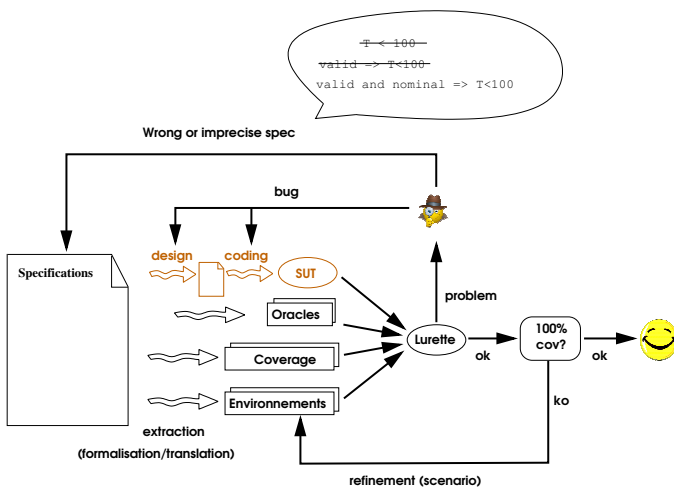 T < 100
valid => T<100
valid and nominal => T<100
Wrong or imprecise spec
bug
design
coding
Specifications
SUT
Oracles
problem
Coverage
Lurette
ok
100%
cov?
ok
Environnements
ko
extraction
(formalisation/translation)
refinement (scenario)